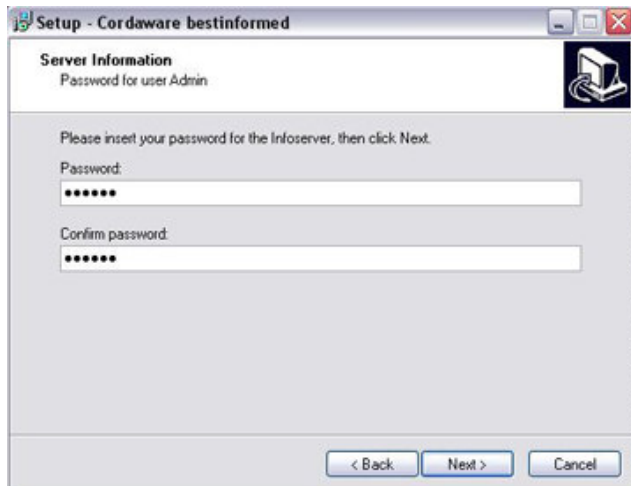 Setup - Cordaware bestinformed
Server Information
Password for user Admin
Please insert your password for the Infoserver, then click Next.
Password:
••••••
Confirm password:
••••••
< Back Next > Cancel